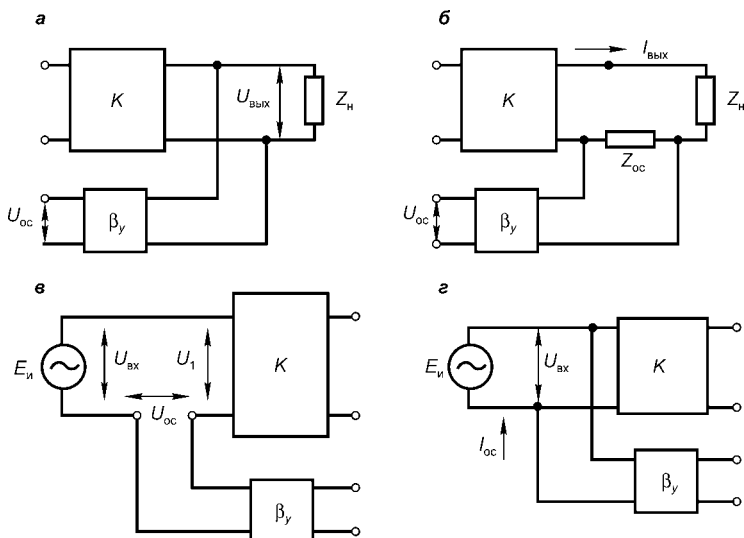 а
K
Uвых
Zн
Uос
βу
б
Iвых
K
Zн
Zос
Uос
βу
в
Eи
Uвх
U1
K
Uос
βу
г
Eи
Uвх
K
Iос
βу